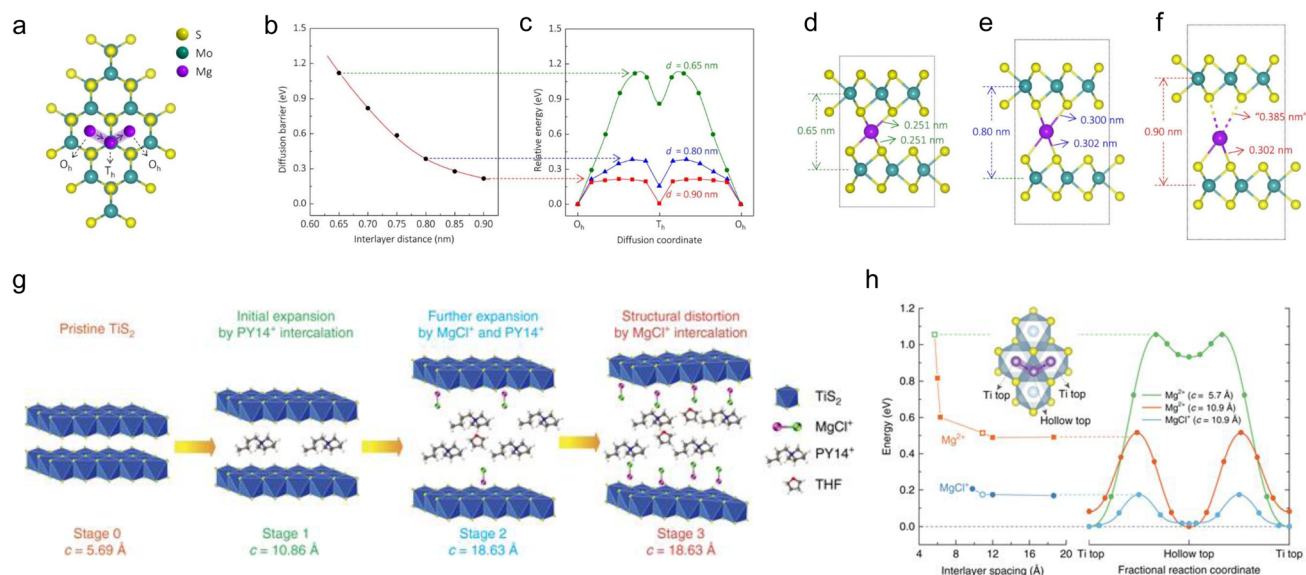 a
S
Mo
Mg
Oh
Th
Oh
b
Diffusion barrier (eV)
1.5
1.2
0.9
0.6
0.3
0.0
0.60 0.65 0.70 0.75 0.80 0.85 0.90
Interlayer distance (nm)
c
Relative energy (eV)
1.5
1.2
0.9
0.6
0.3
0.0
d = 0.65 nm
d = 0.80 nm
d = 0.90 nm
Oh Th Oh
Diffusion coordinate
d
0.65 nm
0.251 nm
0.251 nm
e
0.80 nm
0.300 nm
0.302 nm
f
0.90 nm
"0.385 nm"
0.302 nm
g
Pristine TiS2
Stage 0
c = 5.69 Å
Initial expansion
by PY14+ intercalation
Stage 1
c = 10.86 Å
Further expansion
by MgCl+ and PY14+
Stage 2
c = 18.63 Å
Structural distortion
by MgCl+ intercalation
Stage 3
c = 18.63 Å
TiS2
MgCl+
PY14+
THF
h
Energy (eV)
1.2
1.0
0.8
0.6
0.4
0.2
0.0
Mg2+
MgCl+
4 8 12 16 20
Interlayer spacing (Å)
Ti top
Ti top
Hollow top
Mg2+ (c = 5.7 Å)
Mg2+ (c = 10.9 Å)
MgCl+ (c = 10.9 Å)
Ti top Hollow top Ti top
Fractional reaction coordinate